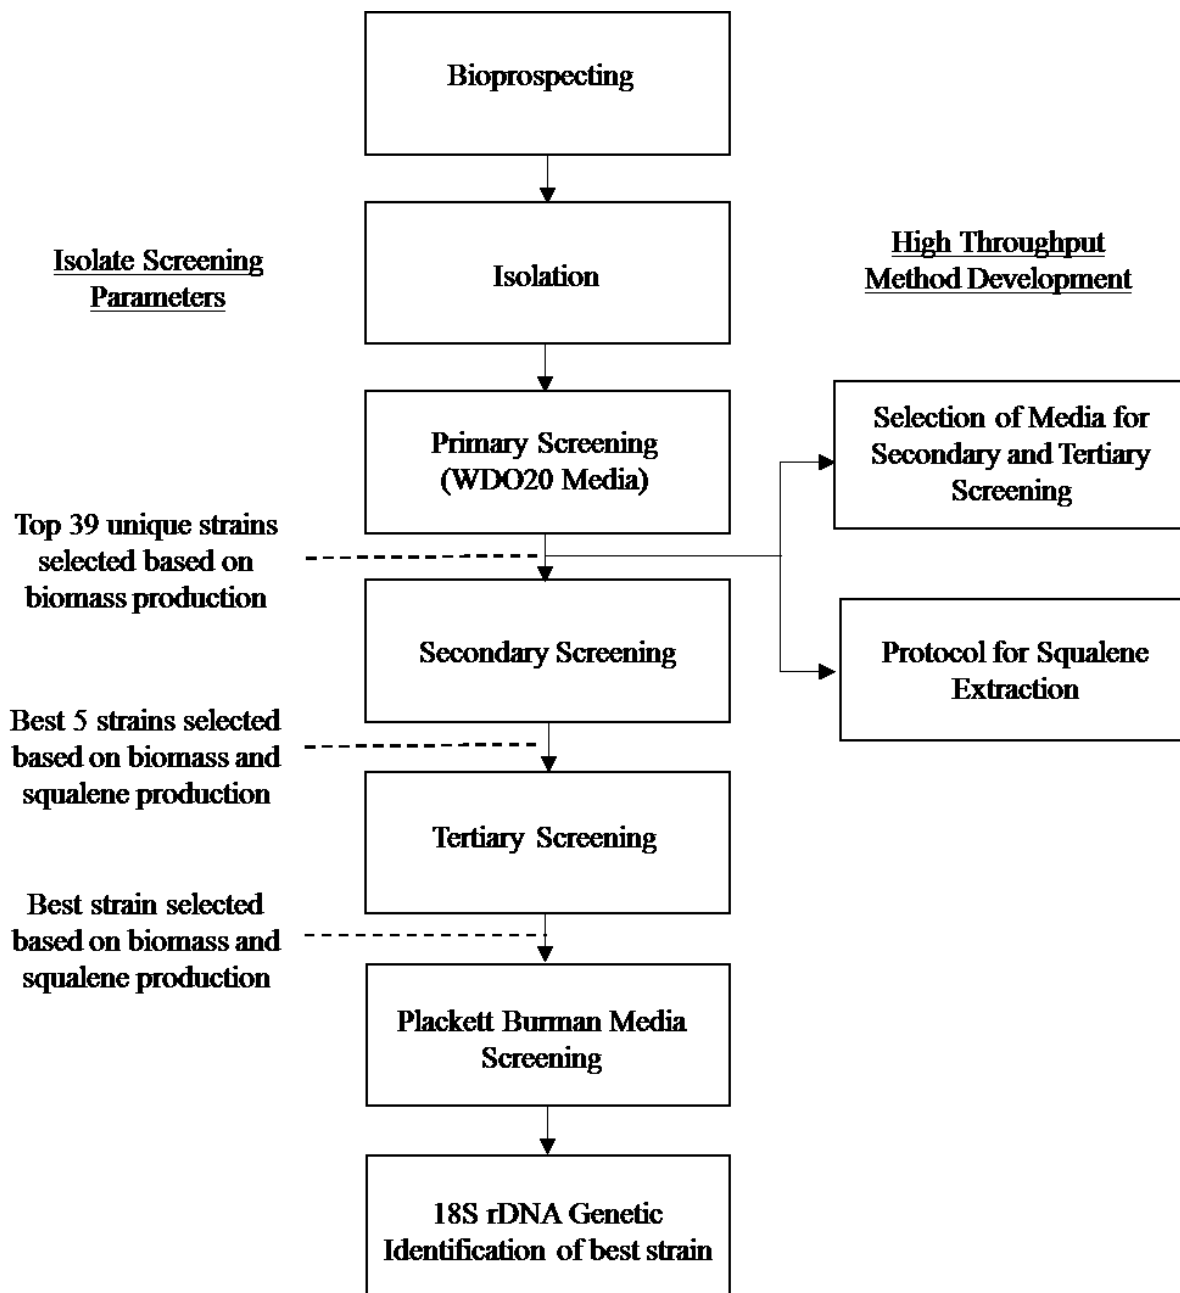 Bioprospecting
Isolate Screening
Parameters
Isolation
High Throughput
Method Development
Primary Screening
(WDO20 Media)
Selection of Media for
Secondary and Tertiary
Screening
Top 39 unique strains
selected based on
biomass production
Secondary Screening
Protocol for Squalene
Extraction
Best 5 strains selected
based on biomass and
squalene production
Tertiary Screening
Best strain selected
based on biomass and
squalene production
Plackett Burman Media
Screening
18S rDNA Genetic
Identification of best strain